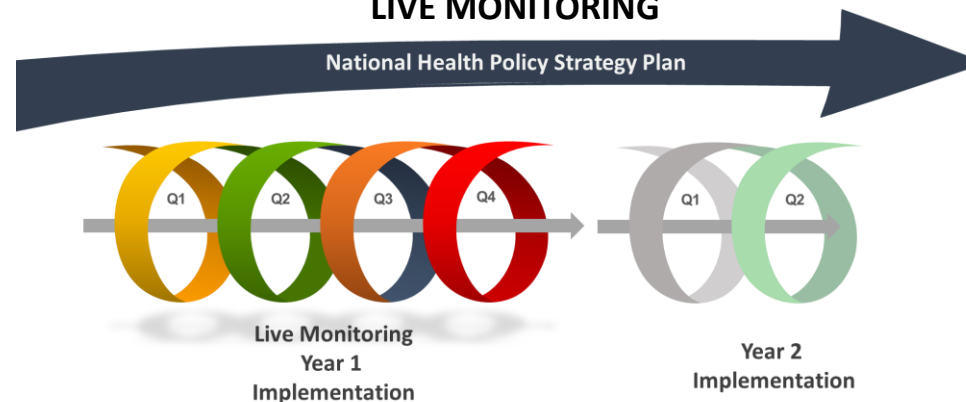 LIVE MONITORING
National Health Policy Strategy Plan
Q1
Q2
Q3
Q4
Q1
Q2
Live Monitoring
Year 1
Implementation
Year 2
Implementation